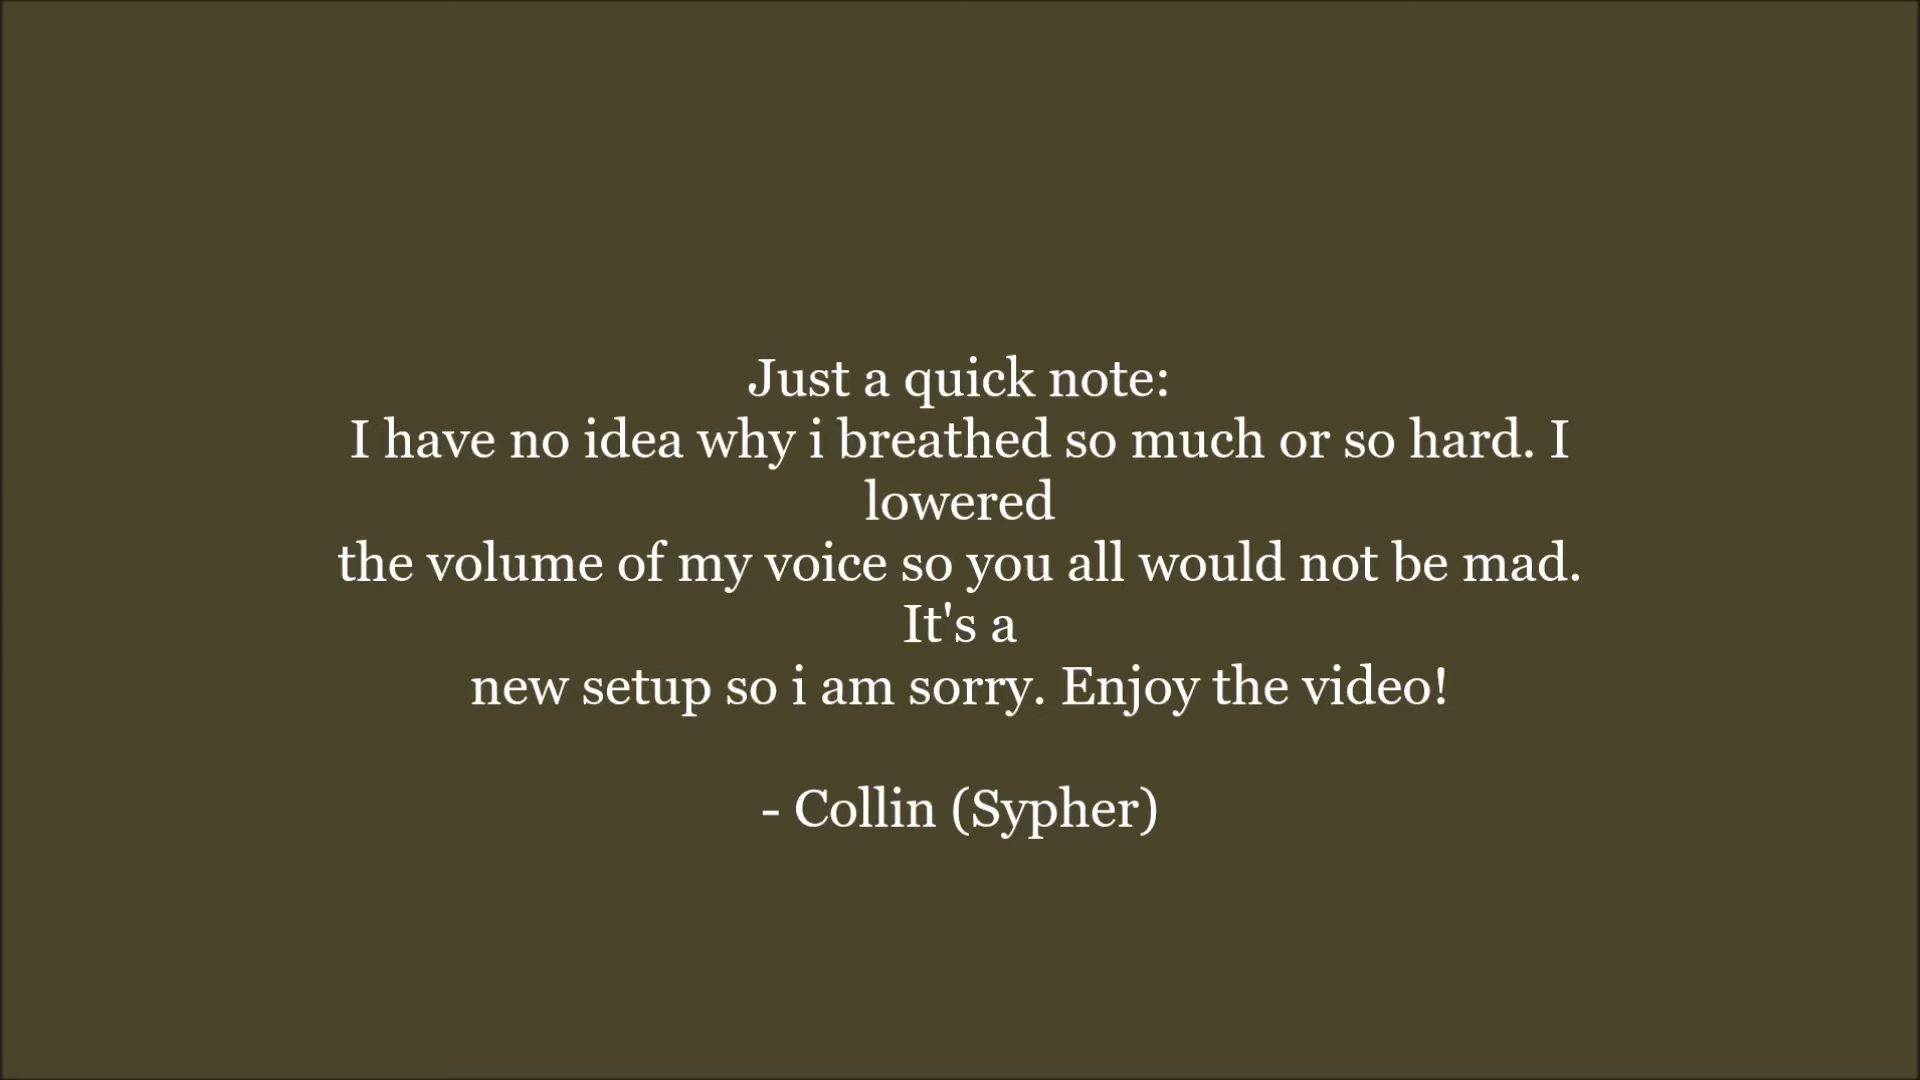 Just a quick note:
I have no idea why i breathed so much or so hard. I
lowered
the volume of my voice so you all would not be mad.
It's a
new setup so i am sorry. Enjoy the video!
- Collin (Sypher)